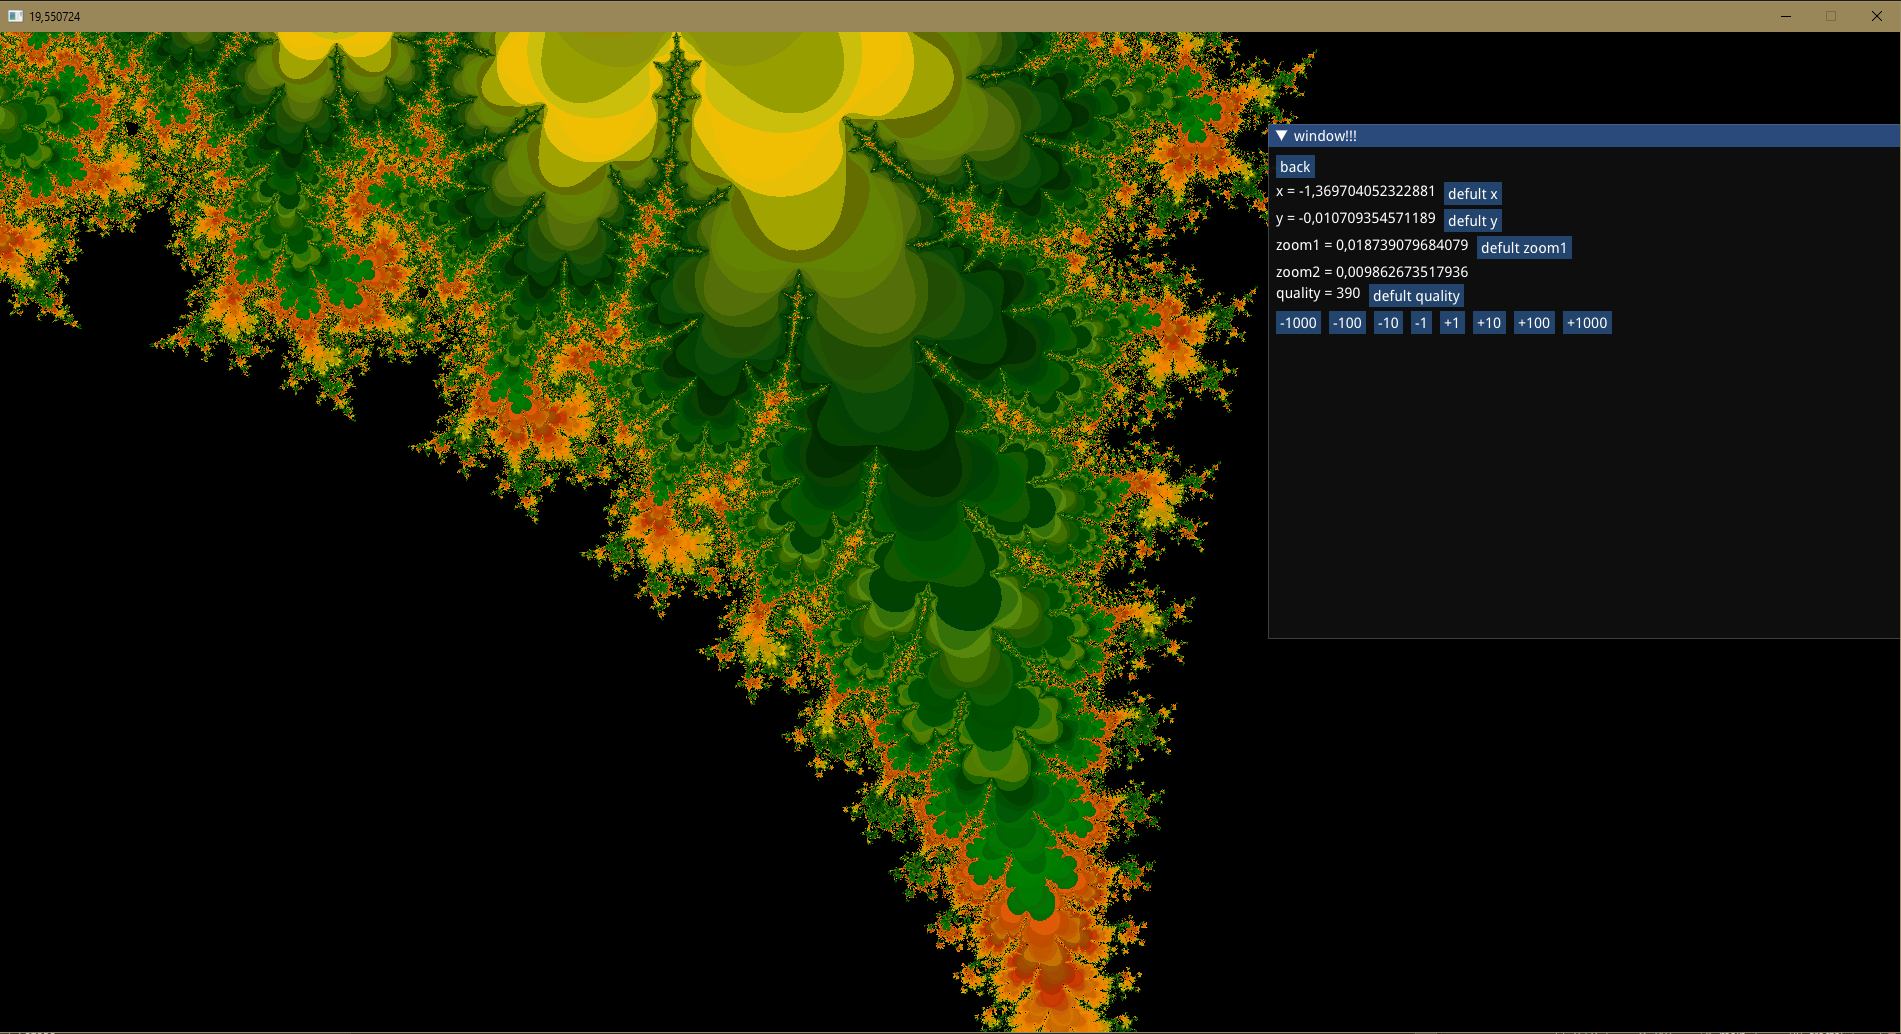 19,550724
window!!!
back
x = -1,369704052322881 defult x
y = -0,010709354571189 defult y
zoom1 = 0,018739079684079 defult zoom1
zoom2 = 0,009862673517936
quality = 390 defult quality
-1000 -100 -10 -1 +1 +10 +100 +1000